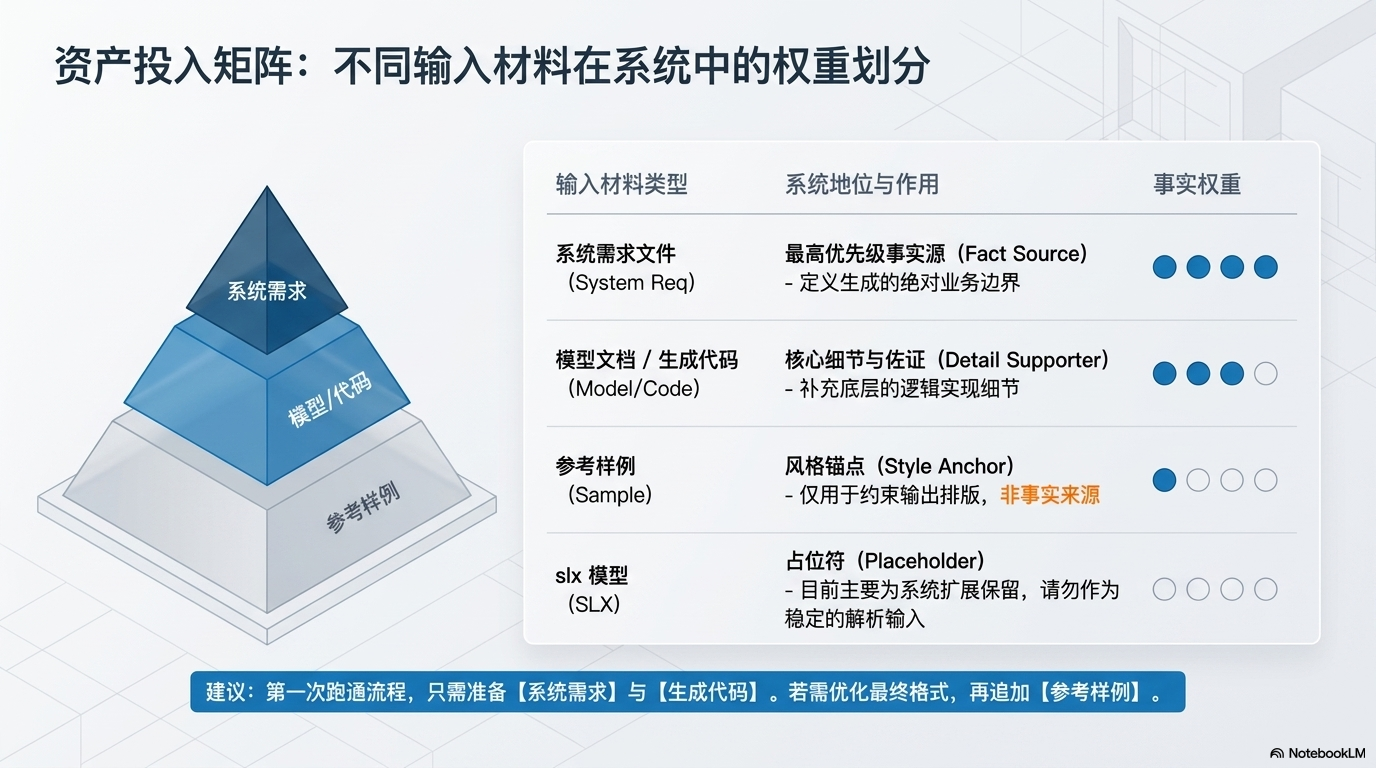 资产投入矩阵：不同输入材料在系统中的权重划分
系统需求
模型/代码
参考样例
输入材料类型
系统地位与作用
事实权重
系统需求文件
（System Req）
最高优先级事实源（Fact Source）
- 定义生成的绝对业务边界
模型文档 / 生成代码
（Model/Code）
核心细节与佐证（Detail Supporter）
- 补充底层的逻辑实现细节
参考样例
（Sample）
风格锚点（Style Anchor）
- 仅用于约束输出排版，非事实来源
slx 模型
（SLX）
占位符（Placeholder）
- 目前主要为系统扩展保留，请勿作为
稳定的解析输入
建议：第一次跑通流程，只需准备【系统需求】与【生成代码】。若需优化最终格式，再追加【参考样例】。
NotebookLM